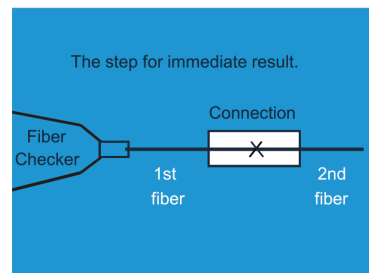 The step for immediate result.
Connection
Fiber
Checker
1st
fiber
2nd
fiber